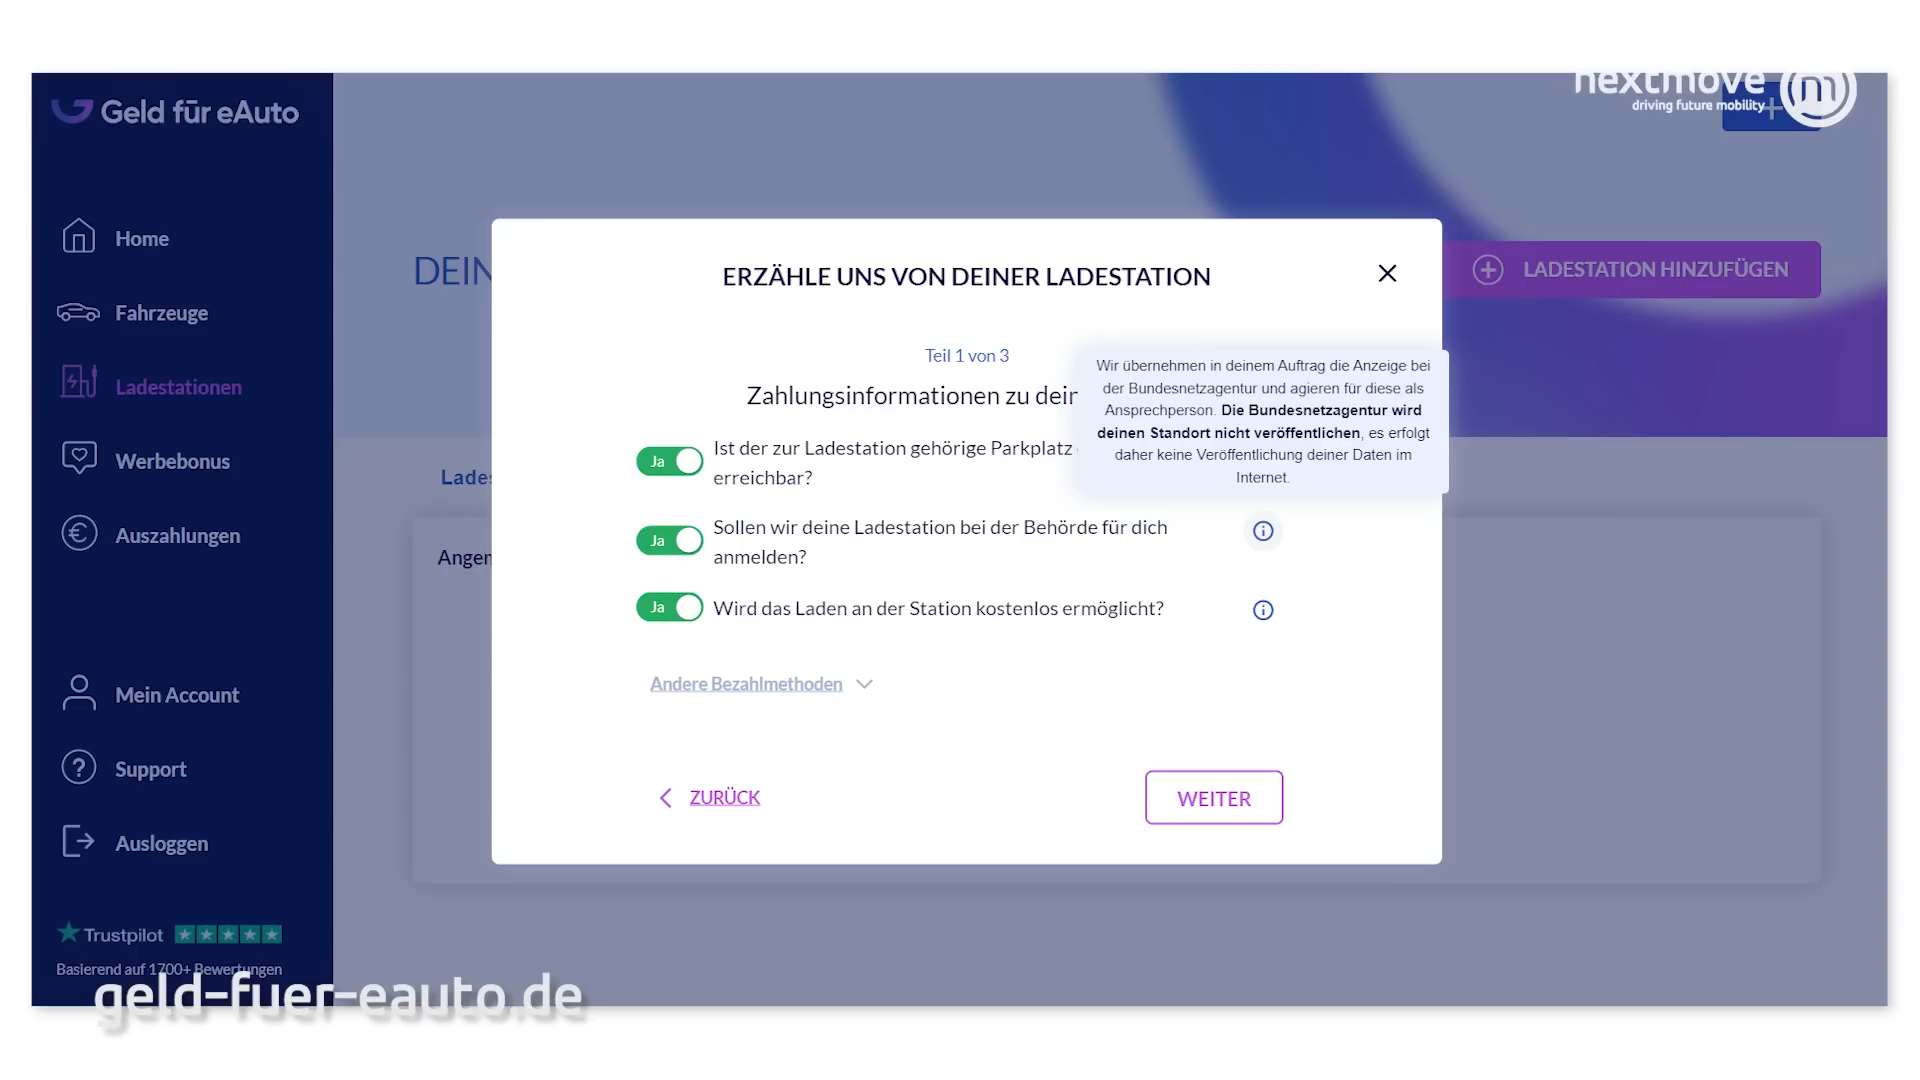 Geld für eAuto
nextmove
driving future mobility
Home
Fahrzeuge
Ladestationen
Werbebonus
Auszahlungen
Mein Account
Support
Ausloggen
Trustpilot
Basierend auf 1700+ Bewertungen
geld-fuer-eauto.de
DEIN
LADESTATION HINZUFÜGEN
Lades
Angem
ERZÄHLE UNS VON DEINER LADESTATION
Teil 1 von 3
Zahlungsinformationen zu dein
Wir übernehmen in deinem Auftrag die Anzeige bei
der Bundesnetzagentur und agieren für diese als
Ansprechperson. Die Bundesnetzagentur wird
deinen Standort nicht veröffentlichen, es erfolgt
daher keine Veröffentlichung deiner Daten im
Internet.
Ja
Ist der zur Ladestation gehörige Parkplatz
erreichbar?
Ja
Sollen wir deine Ladestation bei der Behörde für dich
anmelden?
Ja
Wird das Laden an der Station kostenlos ermöglicht?
Andere Bezahlmethoden
ZURÜCK
WEITER